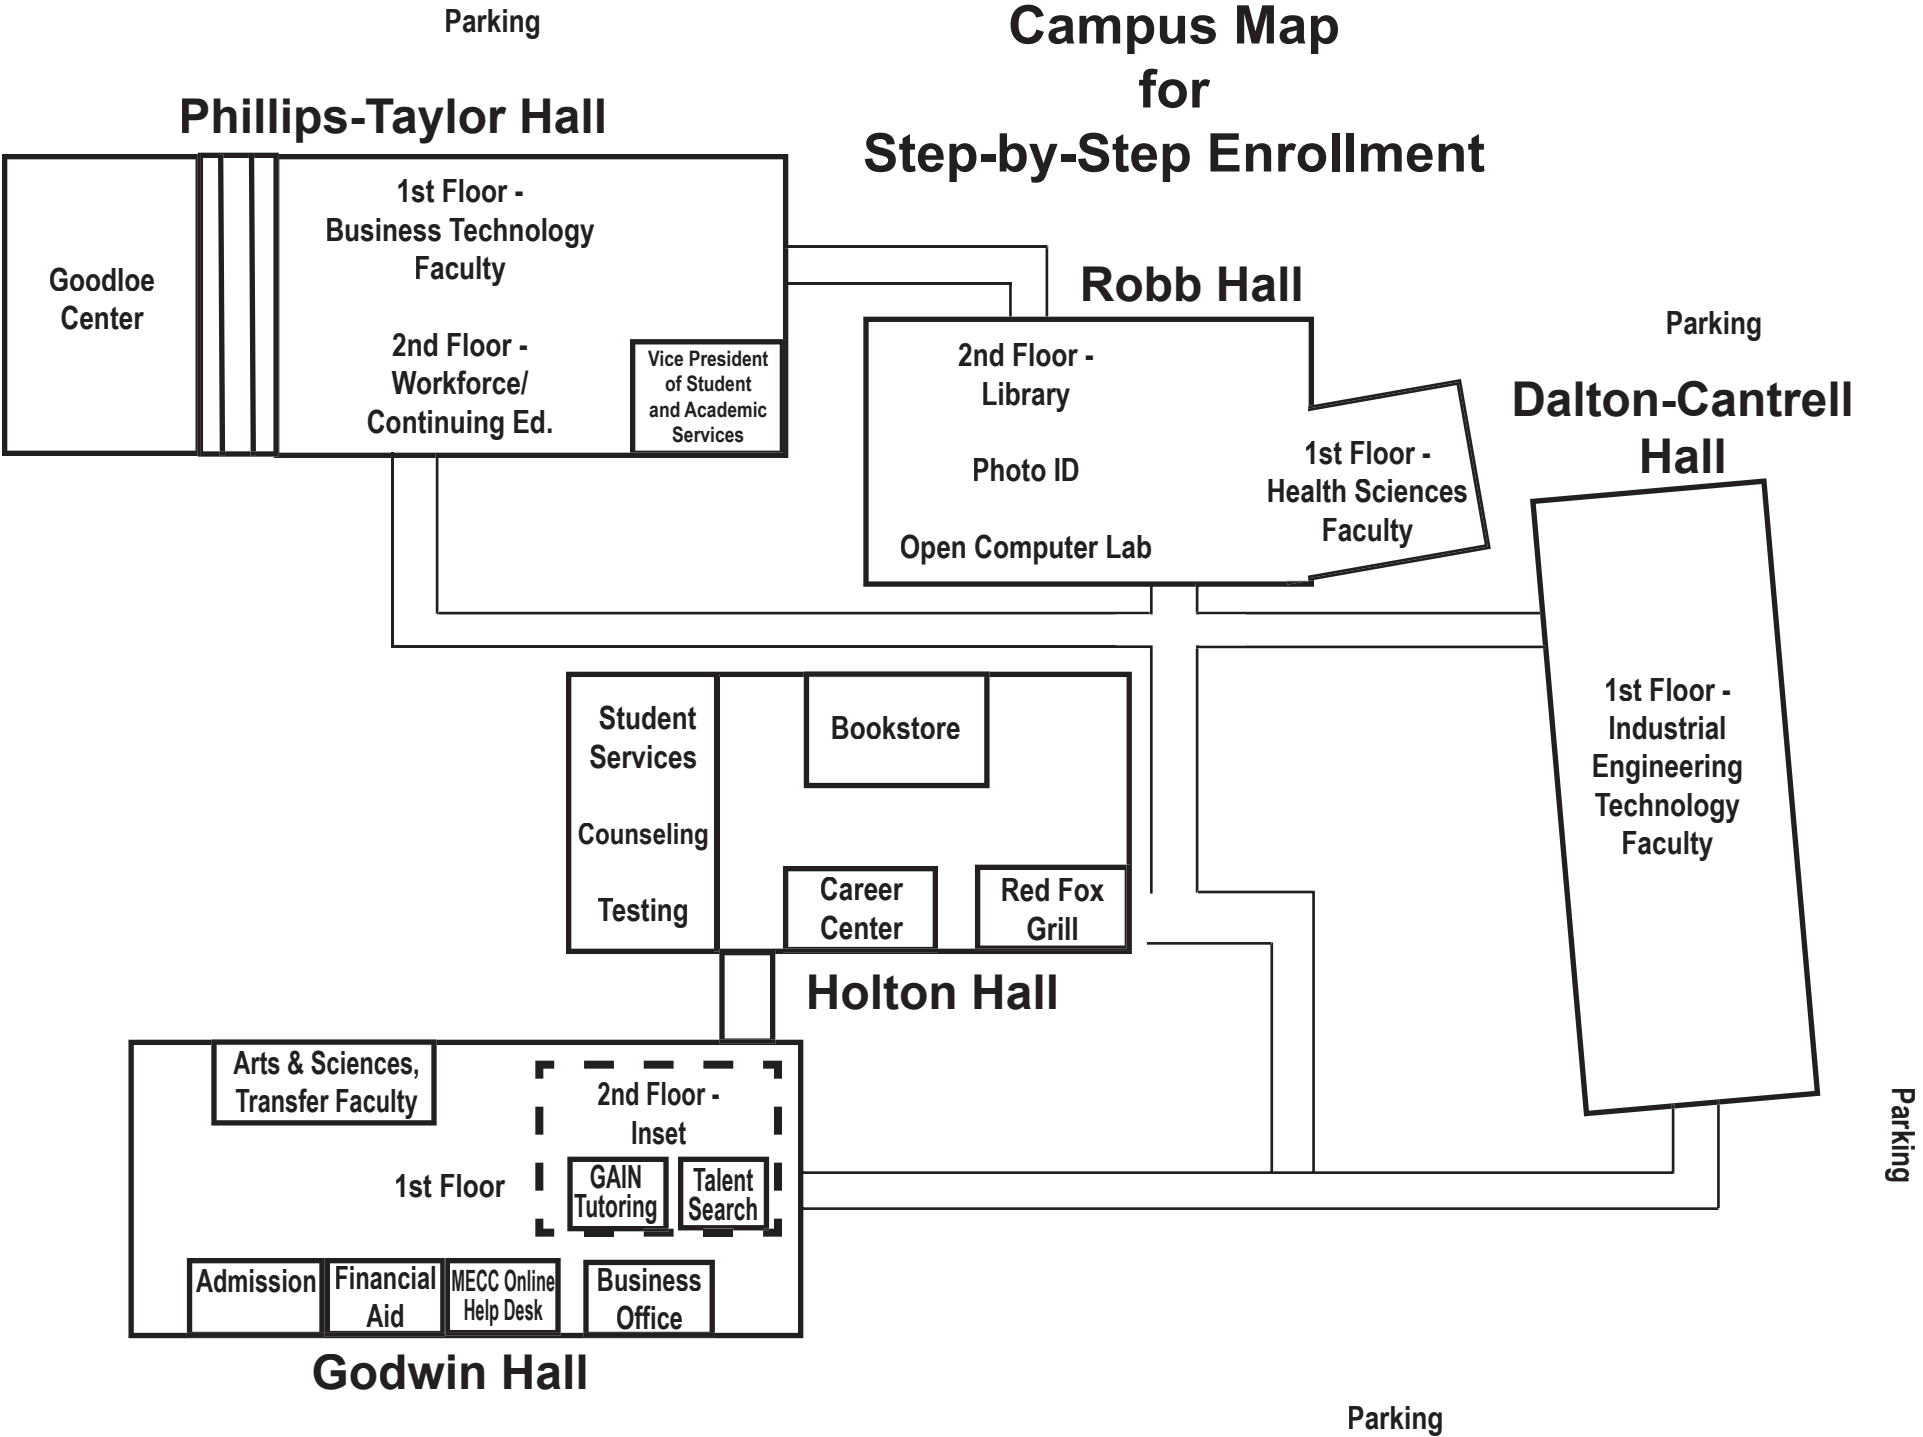 Parking
Campus Map
for
Step-by-Step Enrollment
Phillips-Taylor Hall
Goodloe
Center
1st Floor -
Business Technology
Faculty
2nd Floor -
Workforce/
Continuing Ed.
Vice President
of Student
and Academic
Services
Robb Hall
2nd Floor -
Library
Photo ID
Open Computer Lab
1st Floor -
Health Sciences
Faculty
Parking
Dalton-Cantrell
Hall
1st Floor -
Industrial
Engineering
Technology
Faculty
Student
Services
Counseling
Testing
Bookstore
Career
Center
Red Fox
Grill
Holton Hall
Arts & Sciences,
Transfer Faculty
2nd Floor -
Inset
GAIN
Tutoring
Talent
Search
1st Floor
Admission
Financial
Aid
MECC Online
Help Desk
Business
Office
Godwin Hall
Parking
Parking